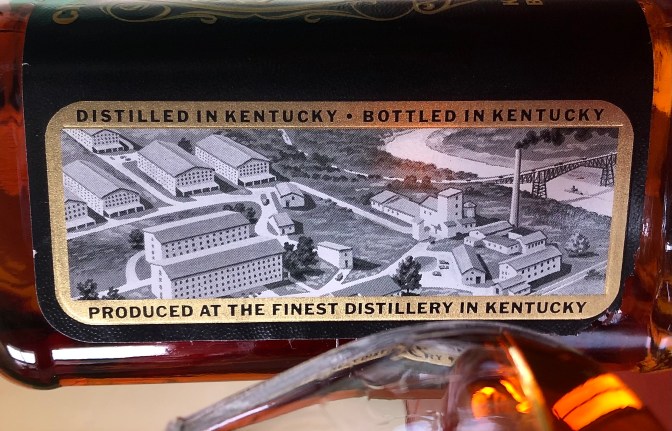 DISTILLED IN KENTUCKY • BOTTLED IN KENTUCKY
PRODUCED AT THE FINEST DISTILLERY IN KENTUCKY